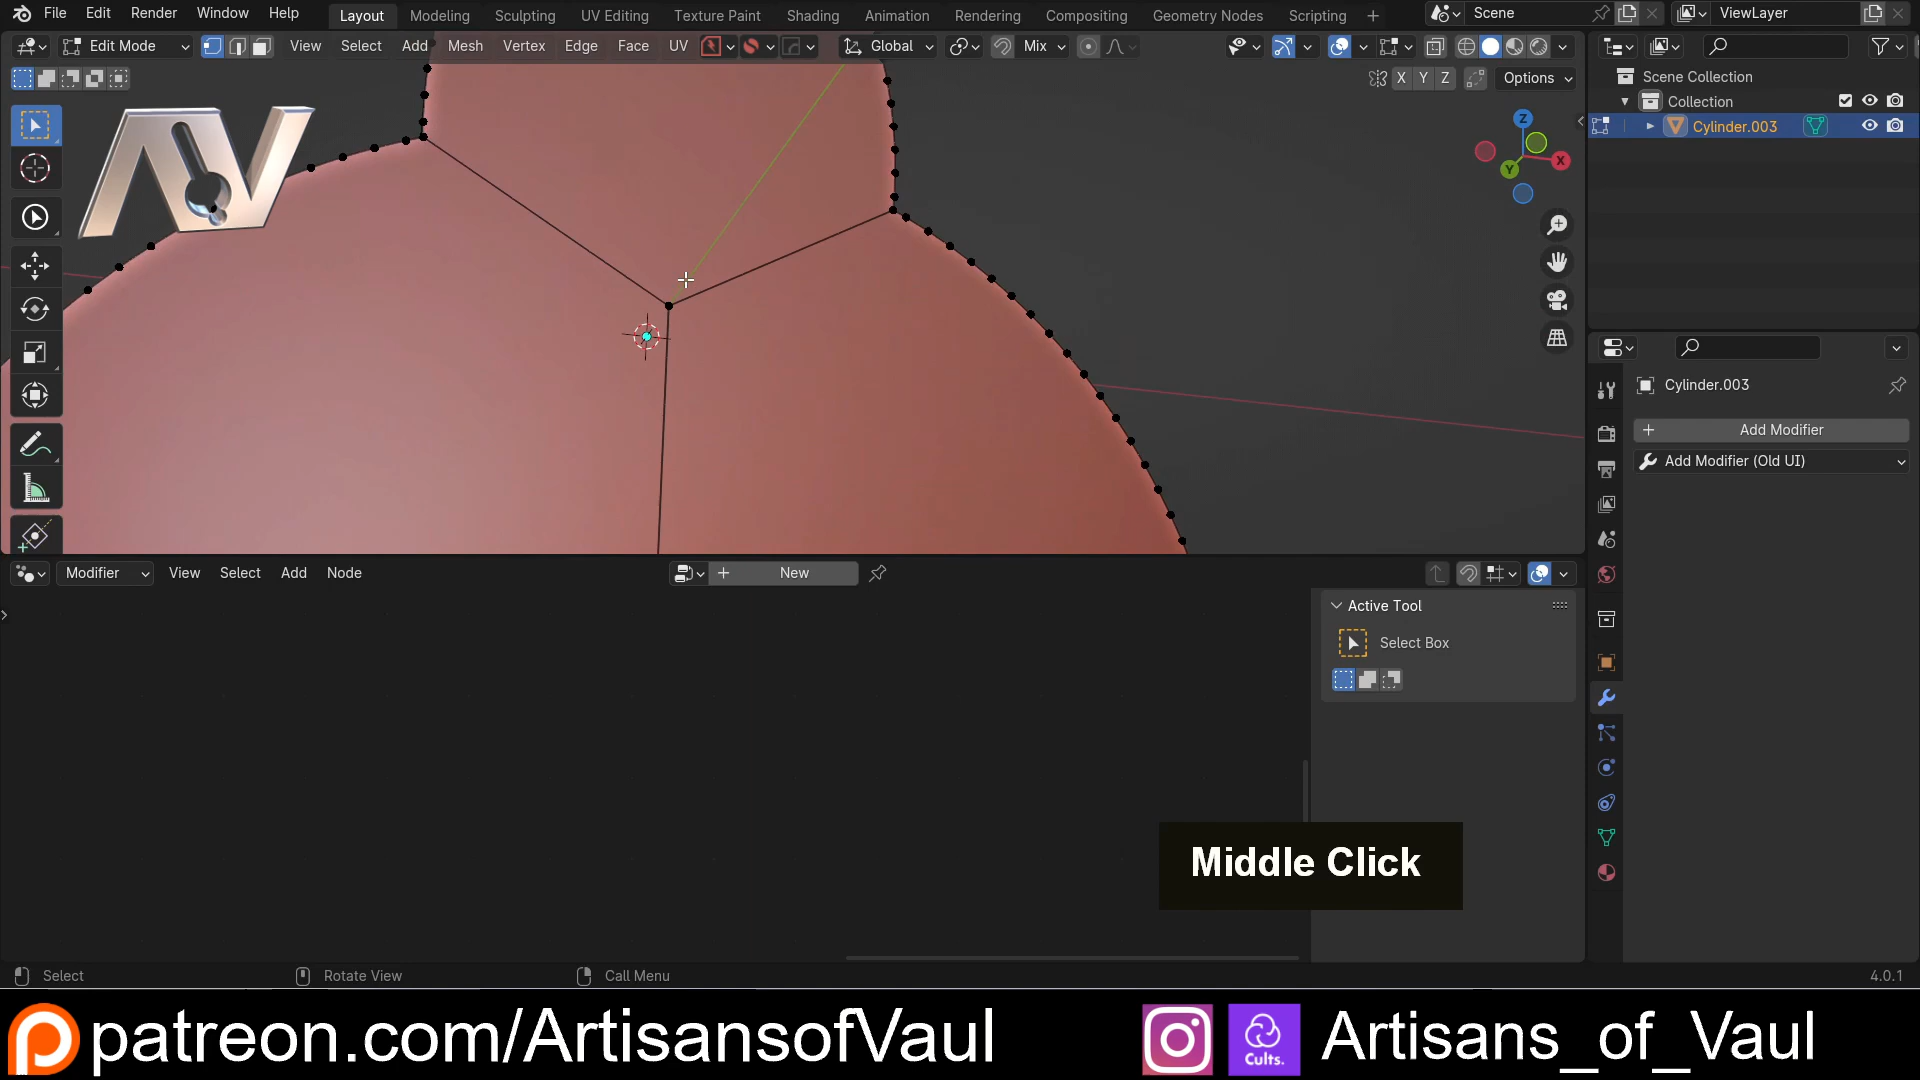 File Edit Render Window Help Layout Modeling Sculpting UV Editing Texture Paint Shading Animation Rendering Compositing Geometry Nodes Scripting + Scene ViewLayer
Edit Mode View Select Add Mesh Vertex Edge Face UV Global Mix
X Y Z Options
Scene Collection
Collection
Cylinder.003
Z
X
Y
AV
Cylinder.003
Add Modifier
Add Modifier (Old UI)
Modifier View Select Add Node New
Active Tool
Select Box
Middle Click
Select Rotate View Call Menu 4.0.1
patreon.com/ArtisansofVaul Cults. Artisans_of_Vaul